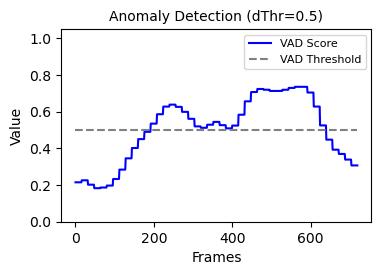 Anomaly Detection (dThr=0.5)
VAD Score
VAD Threshold
Value
1.0
0.8
0.6
0.4
0.2
0.0
0 200 400 600
Frames